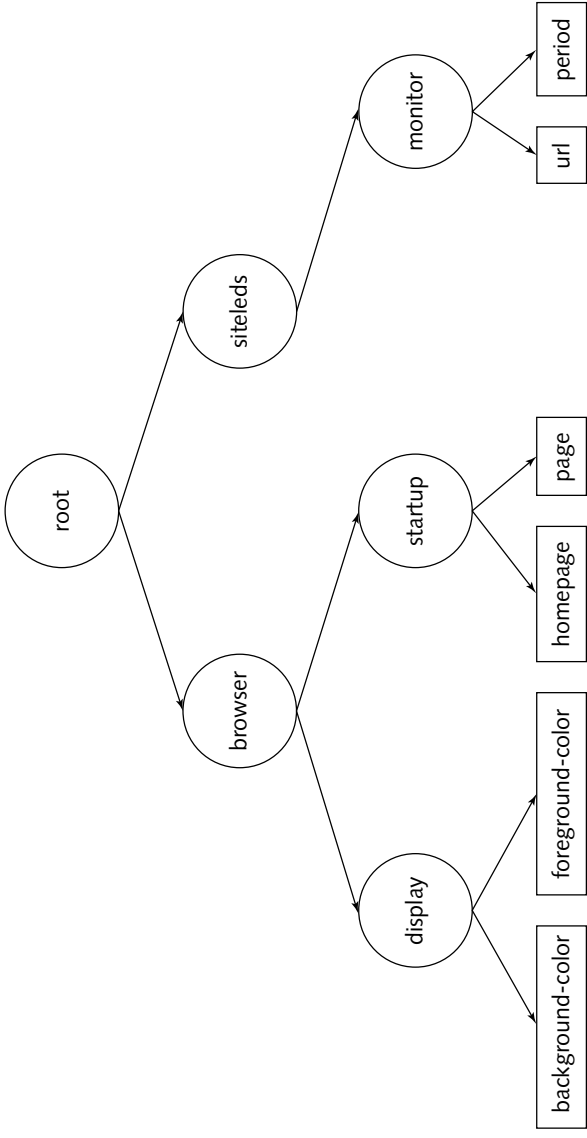 root
browser
siteleds
display
startup
monitor
background-color
foreground-color
homepage
page
url
period